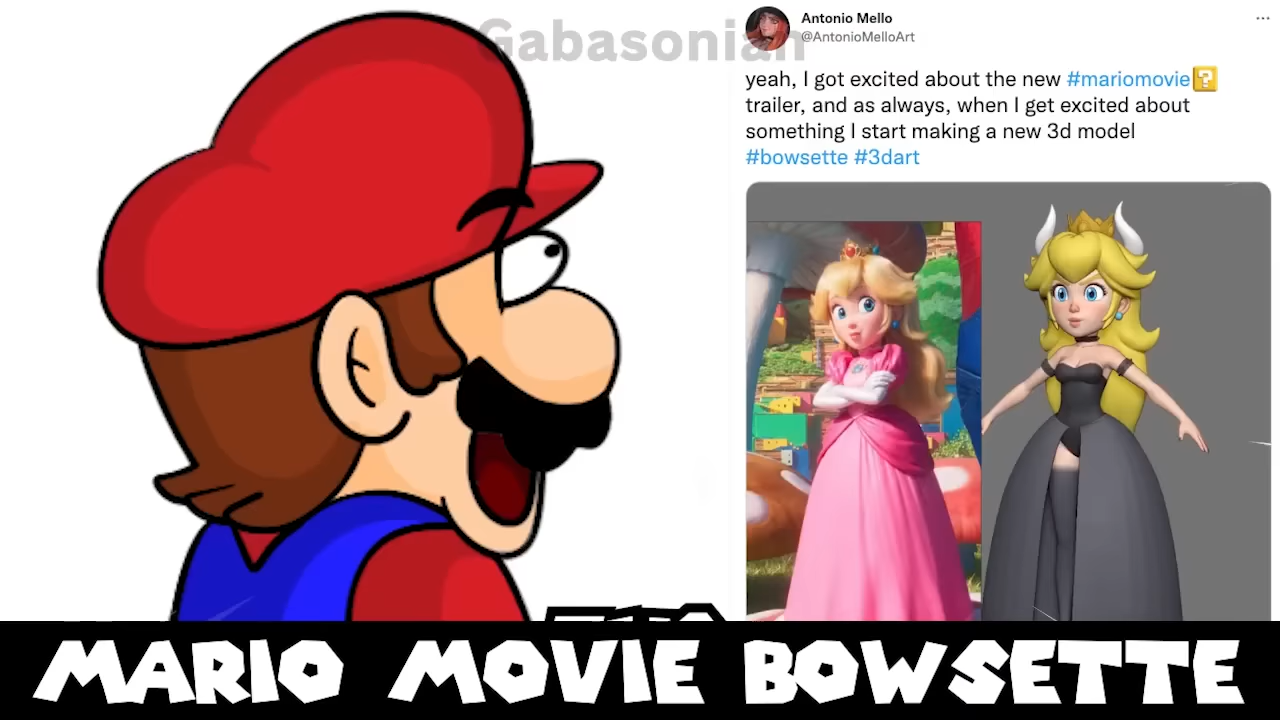 Gabasonian
Antonio Mello
@AntonioMelloArt
yeah, I got excited about the new #mariomovie
trailer, and as always, when I get excited about
something I start making a new 3d model
#bowsette #3dart
MARIO MOVIE BOWSETTE